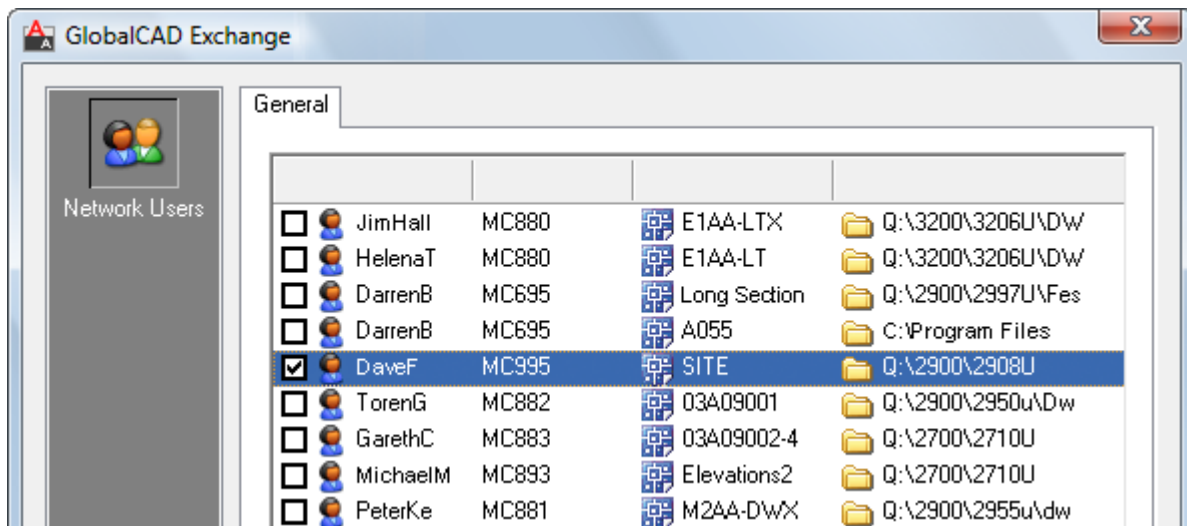 GlobalCAD Exchange
General
Network Users
JimHall MC880 E1AA-LTX Q:\3200\3206U\DW
HelenaT MC880 E1AA-LT Q:\3200\3206U\DW
DarrenB MC695 Long Section Q:\2900\2997U\Fes
DarrenB MC695 A055 C:\Program Files
DaveF MC995 SITE Q:\2900\2908U
TorenG MC882 03A09001 Q:\2900\2950u\Dw
GarethC MC883 03A09002-4 Q:\2700\2710U
MichaelM MC893 Elevations2 Q:\2700\2710U
PeterKe MC881 M2AA-DWX Q:\2900\2955u\dw